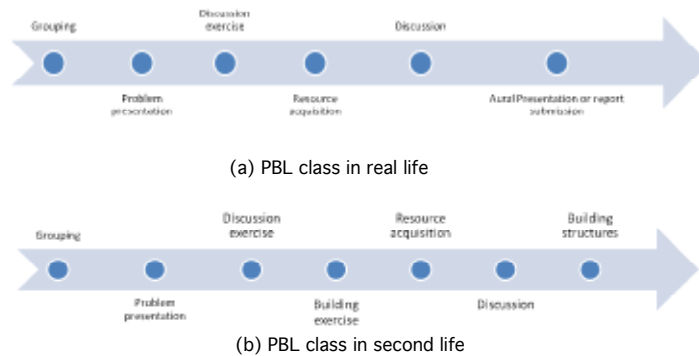 Grouping
Discussion
exercise
Discussion
Problem
presentation
Resource
acquisition
Aural Presentation or report
submission
(a) PBL class in real life
Grouping
Discussion
exercise
Resource
acquisition
Building
structures
Problem
presentation
Building
exercise
Discussion
(b) PBL class in second life